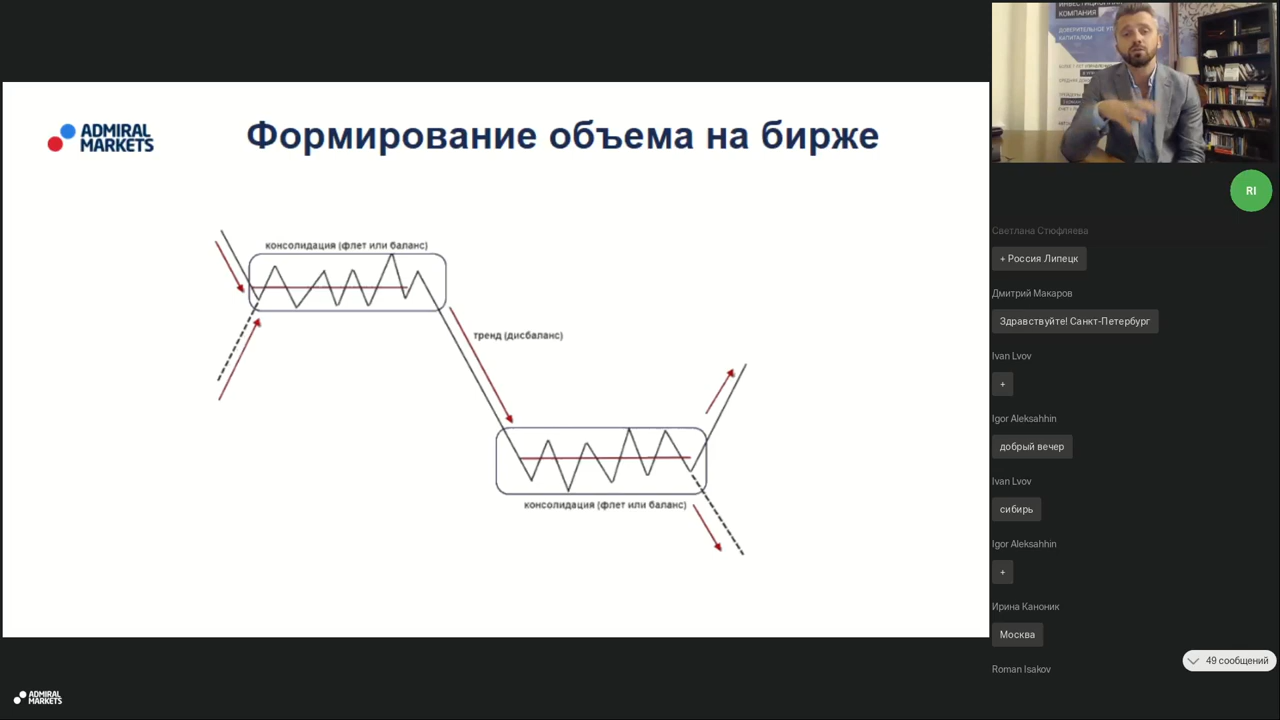 ADMIRAL
MARKETS
Формирование объема на бирже
консолидация (флет или баланс)
тренд (дисбаланс)
консолидация (флет или баланс)
ADMIRAL
MARKETS
КОМПАНИЯ
RI
Светлана Стюфляева
+ Россия Липецк
Дмитрий Макаров
Здравствуйте! Санкт-Петербург
Ivan Lvov
+
Igor Aleksahhin
добрый вечер
Ivan Lvov
сибирь
Igor Aleksahhin
+
Ирина Каноник
Москва
Roman Isakov
49 сообщений